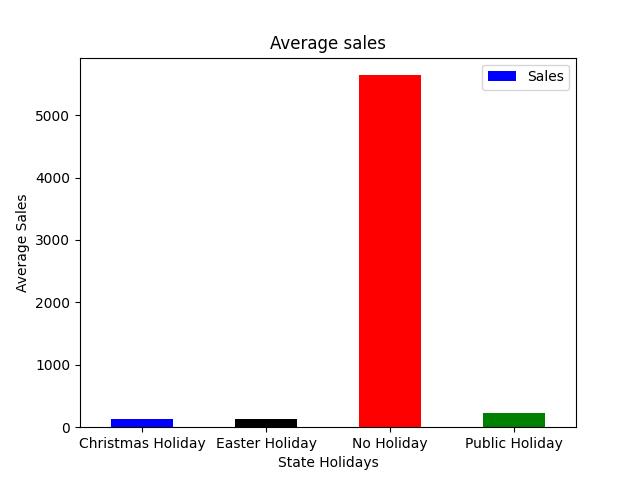 Average sales
Sales
Average Sales
5000
4000
3000
2000
1000
0
Christmas Holiday
Easter Holiday
No Holiday
Public Holiday
State Holidays